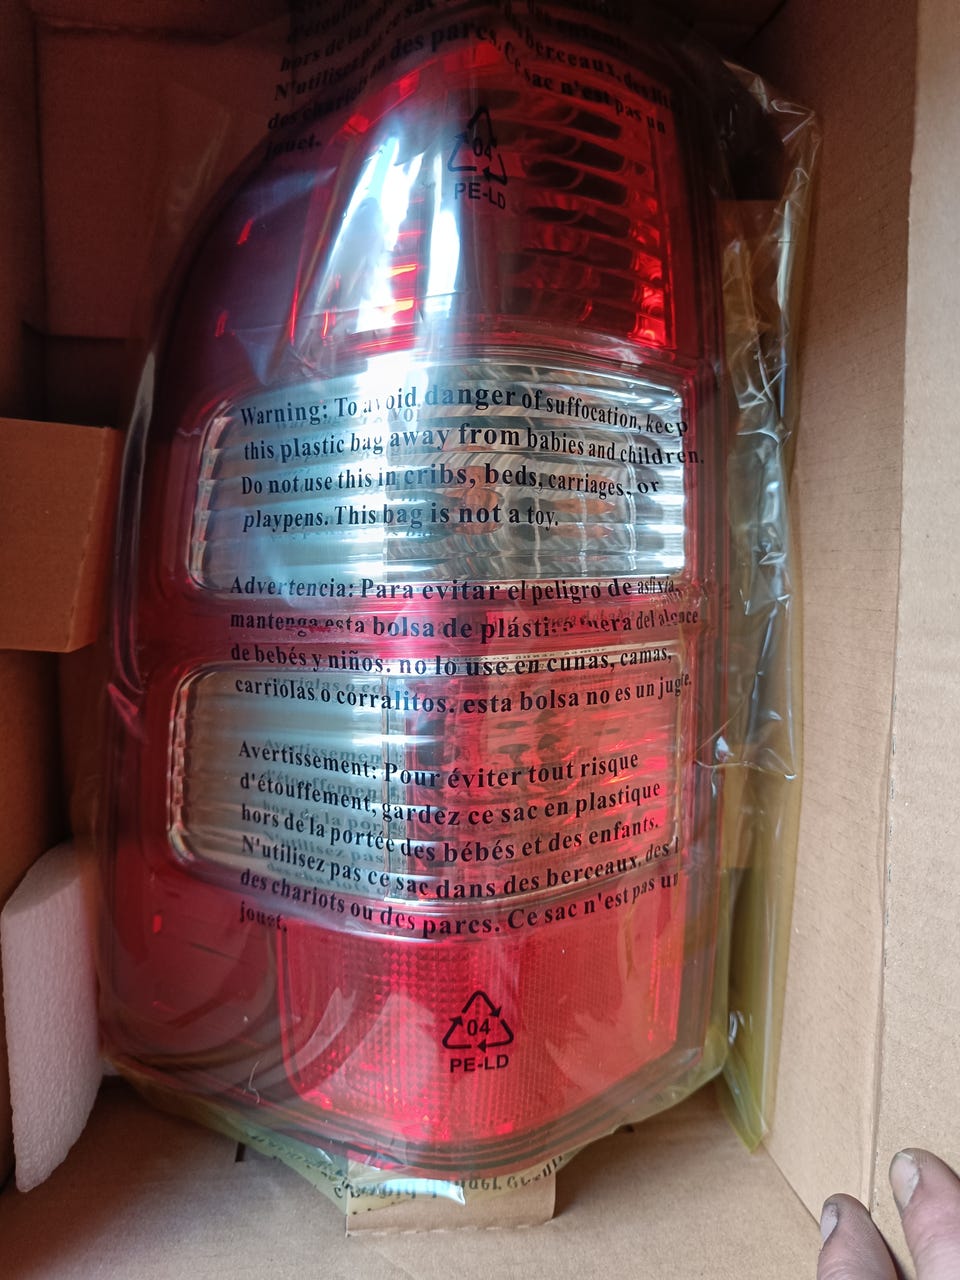 d'étouffement,
hors de la portée
N'utilisez pas ce sac dans des berceaux, des lits
des chariots ou des parcs. Ce sac n'est pas un
jouet.
04
PE-LD
Warning: To avoid danger of suffocation, keep
this plastic bag away from babies and children.
Do not use this in cribs, beds, carriages, or
playpens. This bag is not a toy.
Advertencia: Para evitar el peligro de asfixia,
mantenga esta bolsa de plástico fuera del alcance
de bebés y niños. no lo use en cunas, camas,
carriolas o corralitos. esta bolsa no es un jugte.
Avertissement: Pour éviter tout risque
d'étouffement, gardez ce sac en plastique
hors de la portée des bébés et des enfants.
N'utilisez pas ce sac dans des berceaux, des l
des chariots ou des parcs. Ce sac n'est pas un
jouet.
04
PE-LD